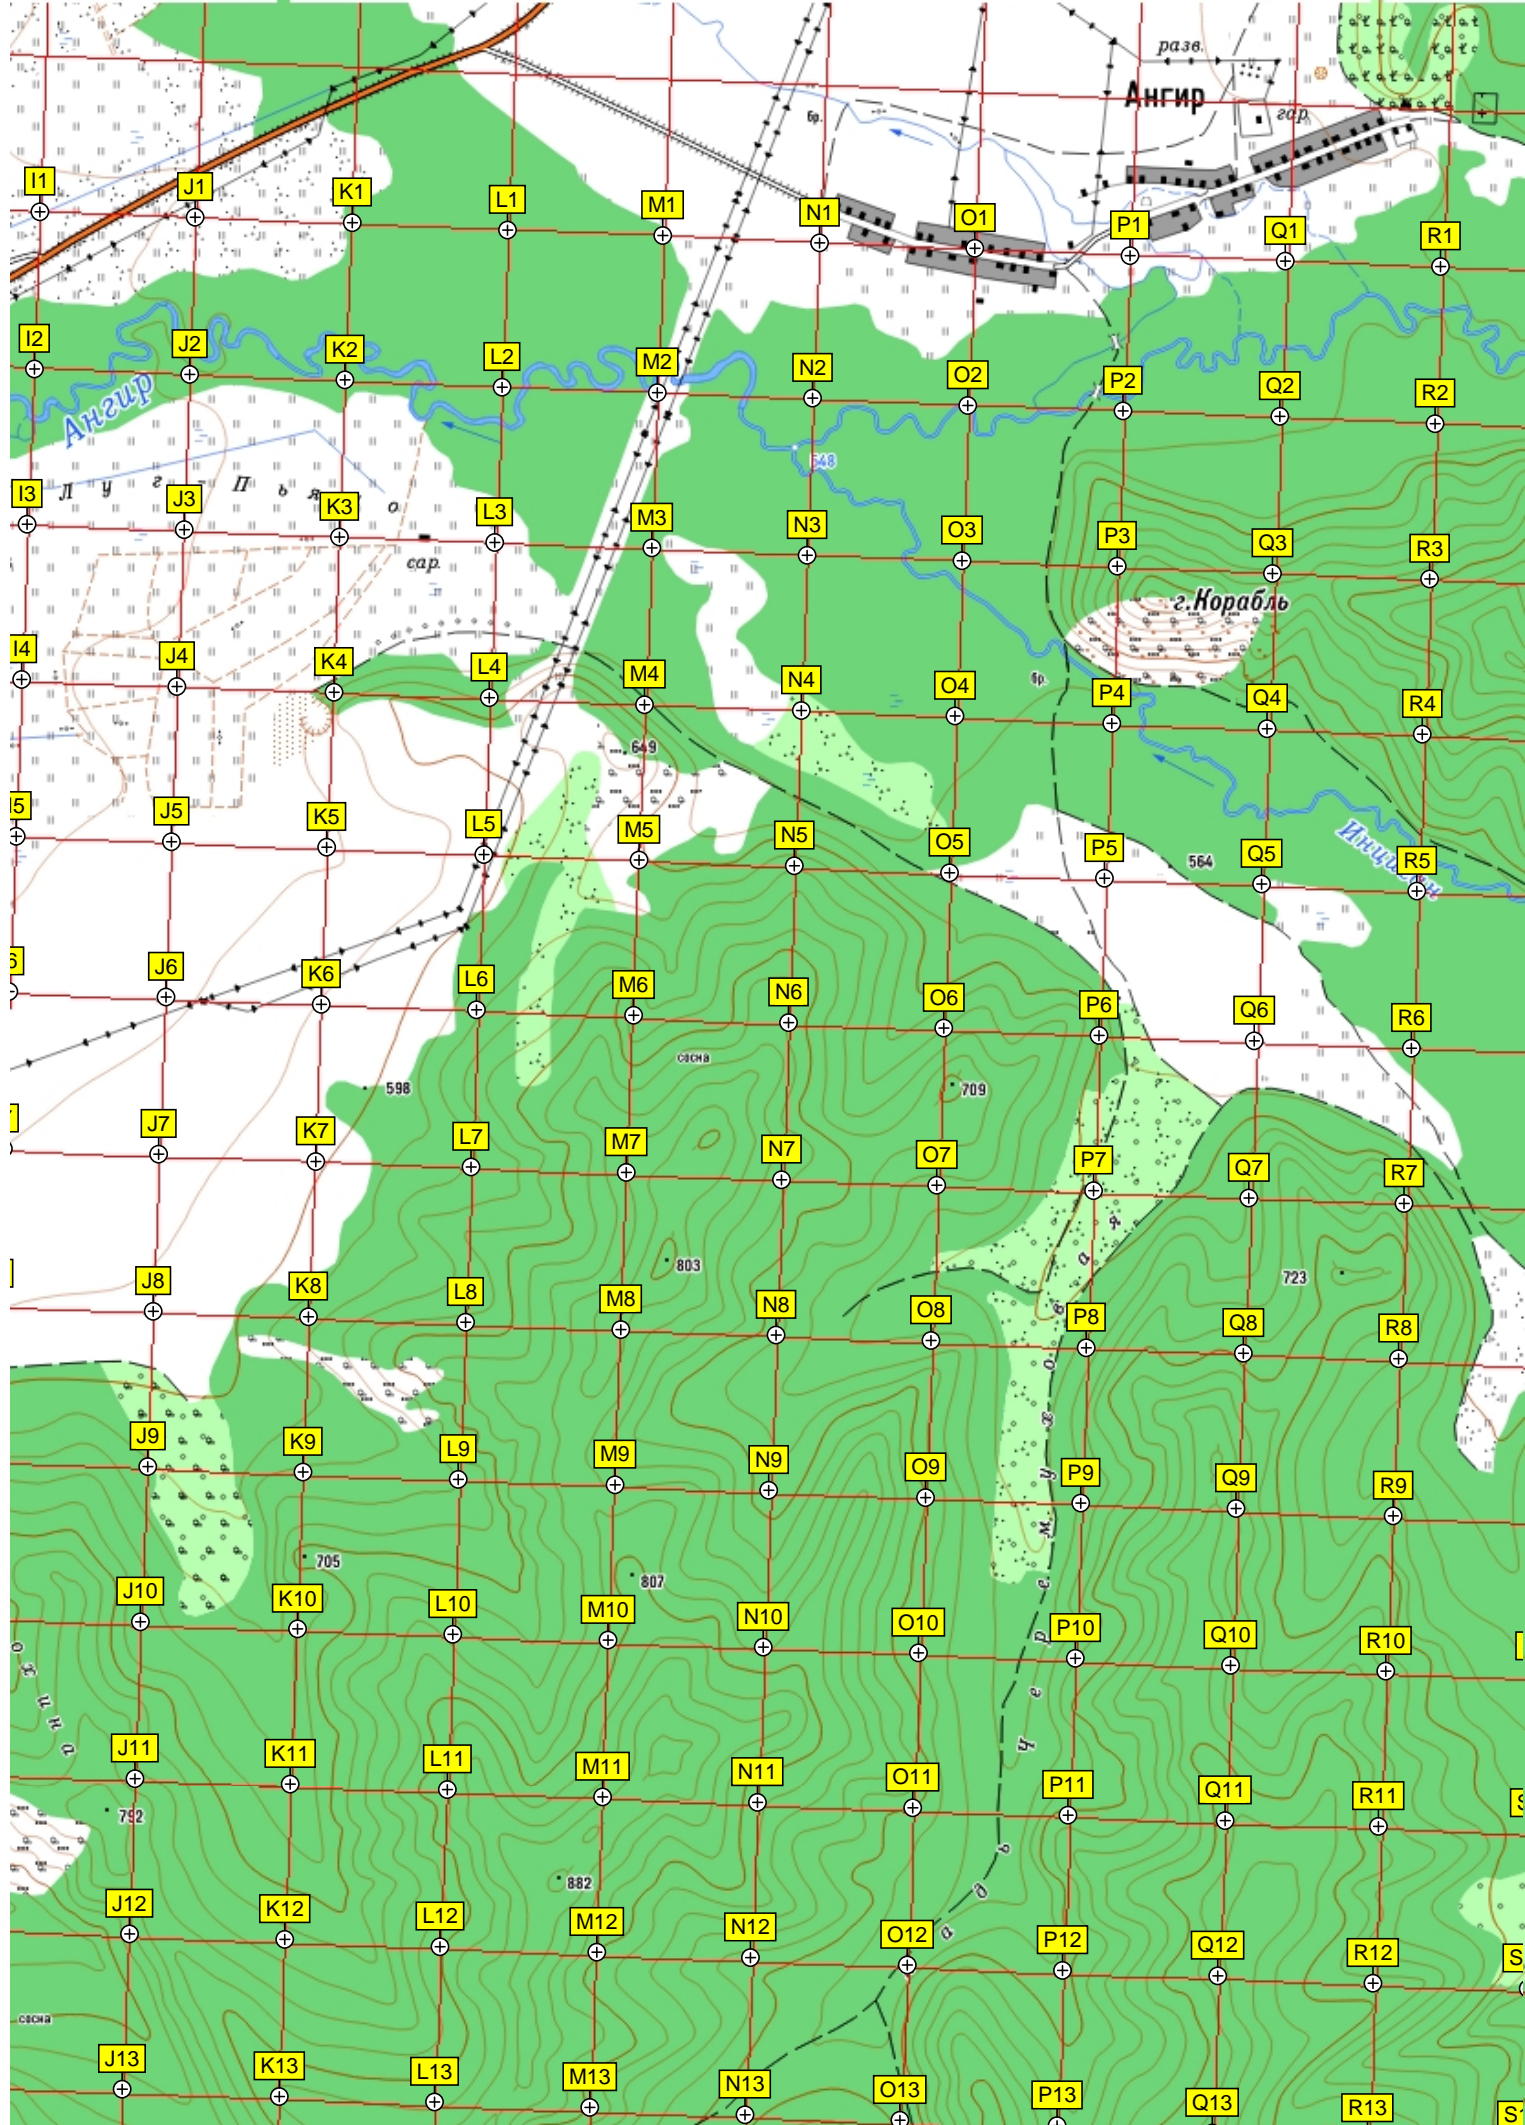 разв.
Ангир
гар.
бр.
I1 J1 K1 L1 M1 N1 O1 P1 Q1 R1
I2 J2 K2 L2 M2 N2 O2 P2 Q2 R2
Ангир
548
Луг-Пьяно
I3 J3 K3 L3 M3 N3 O3 P3 Q3 R3
сар.
г.Корабль
бр.
I4 J4 K4 L4 M4 N4 O4 P4 Q4 R4
649
I5 J5 K5 L5 M5 N5 O5 P5 Q5 R5
564
J6 K6 L6 M6 N6 O6 P6 Q6 R6
сосна
598
709
J7 K7 L7 M7 N7 O7 P7 Q7 R7
803
723
J8 K8 L8 M8 N8 O8 P8 Q8 R8
J9 K9 L9 M9 N9 O9 P9 Q9 R9
705
807
J10 K10 L10 M10 N10 O10 P10 Q10 R10
J11 K11 L11 M11 N11 O11 P11 Q11 R11
792
882
J12 K12 L12 M12 N12 O12 P12 Q12 R12
сосна
J13 K13 L13 M13 N13 O13 P13 Q13 R13